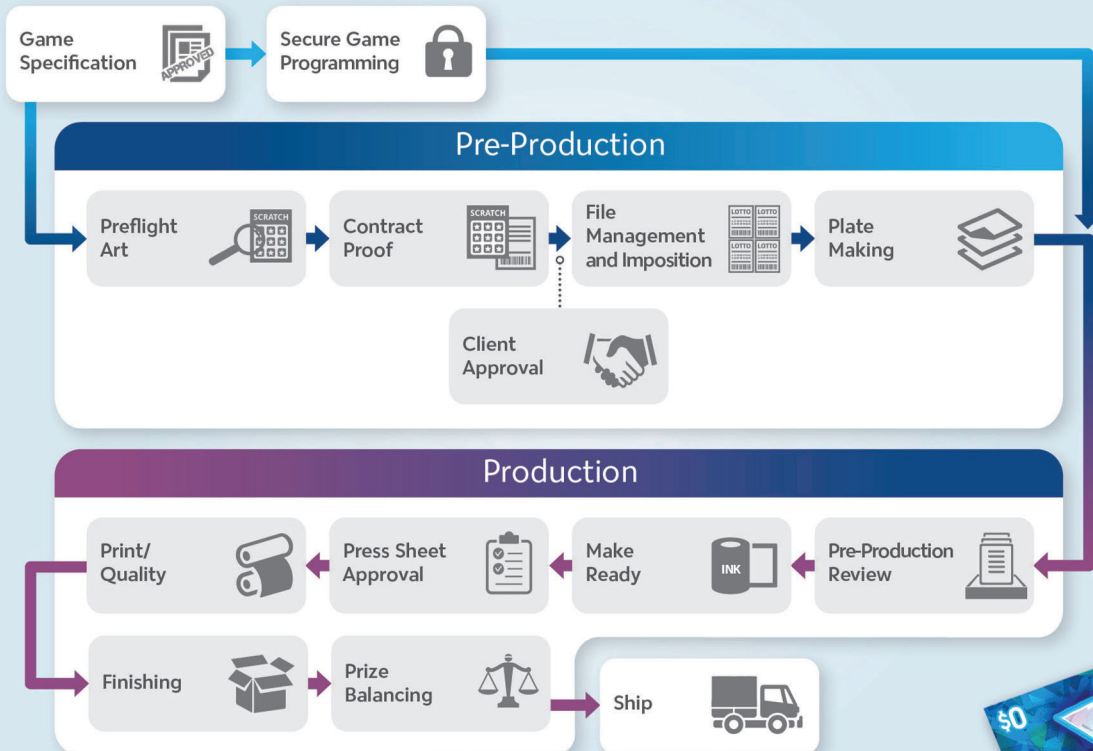 Game
Specification
APPROVED
Secure Game
Programming
Pre-Production
Preflight
Art
SCRATCH
Contract
Proof
SCRATCH
File
Management
and Imposition
LOTTO LOTTO
LOTTO LOTTO
Plate
Making
Client
Approval
Production
Print/
Quality
Press Sheet
Approval
Make
Ready
INK
Pre-Production
Review
Finishing
Prize
Balancing
Ship
$0